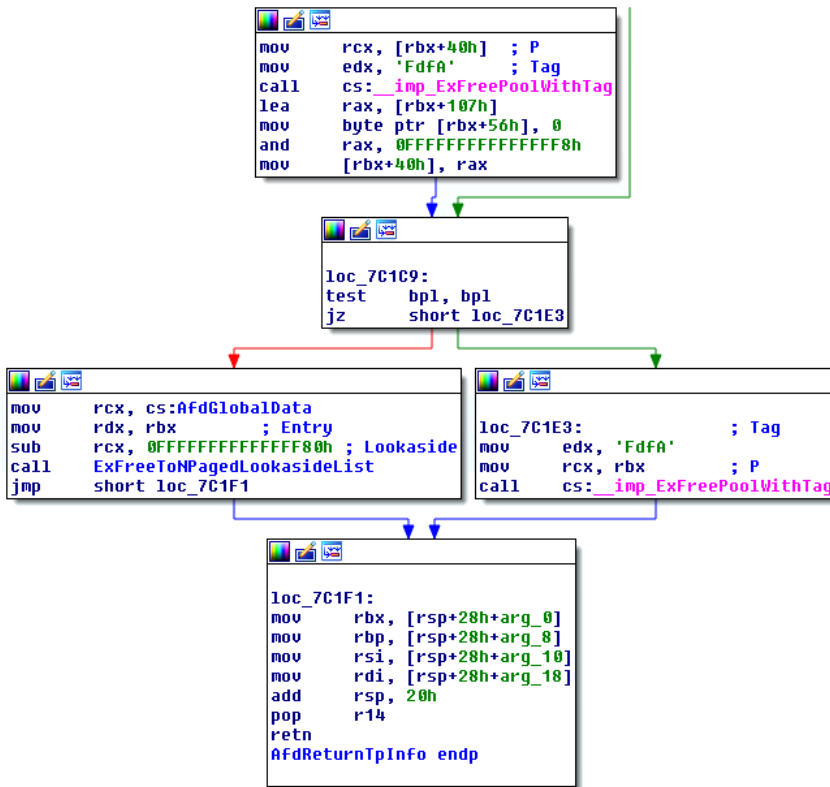 mov rcx, [rbx+40h] ; P
mov edx, 'FdfA' ; Tag
call cs:__imp_ExFreePoolWithTag
lea rax, [rbx+107h]
mov byte ptr [rbx+56h], 0
and rax, 0FFFFFFFFFFFFFFF8h
mov [rbx+40h], rax
loc_7C1C9:
test bpl, bpl
jz short loc_7C1E3
mov rcx, cs:AfdGlobalData
mov rdx, rbx ; Entry
sub rcx, 0FFFFFFFFFFFFFF80h ; Lookaside
call ExFreeToNPagedLookasideList
jmp short loc_7C1F1
loc_7C1E3: ; Tag
mov edx, 'FdfA'
mov rcx, rbx ; P
call cs:__imp_ExFreePoolWithTag
loc_7C1F1:
mov rbx, [rsp+28h+arg_0]
mov rbp, [rsp+28h+arg_8]
mov rsi, [rsp+28h+arg_10]
mov rdi, [rsp+28h+arg_18]
add rsp, 20h
pop r14
retn
AfdReturnTpInfo endp